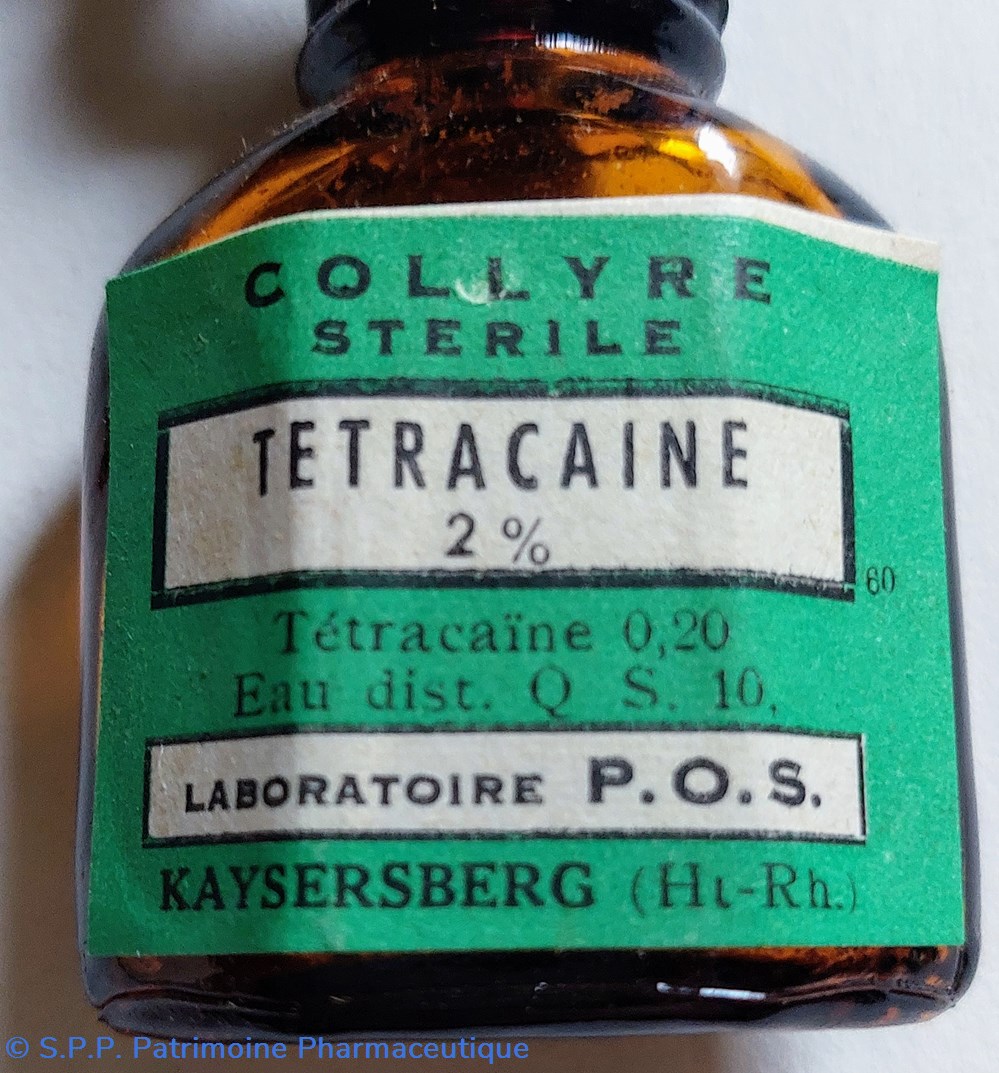 COLLYRE
STERILE
TETRACAINE
2 %
60
Tétracaïne 0,20
Eau dist. Q S. 10,
LABORATOIRE P.O.S.
KAYSERSBERG (Ht-Rh.)
© S.P.P. Patrimoine Pharmaceutique